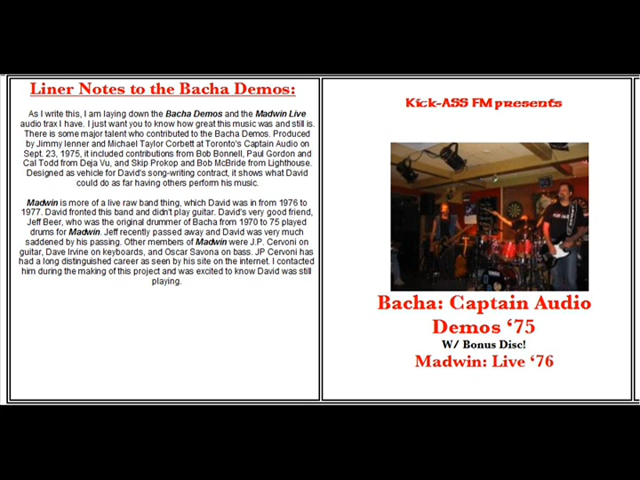 Liner Notes to the Bacha Demos:
As I write this, I am laying down the Bacha Demos and the Madwin Live
audio trax I have. I just want you to know how great this music was and still is.
There is some major talent who contributed to the Bacha Demos. Produced
by Jimmy Ienner and Michael Taylor Corbett at Toronto's Captain Audio on
Sept. 23, 1975, it included contributions from Bob Bonnell, Paul Gordon and
Cal Todd from Deja Vu, and Skip Prokop and Bob McBride from Lighthouse.
Designed as vehicle for David's song-writing contract, it shows what David
could do as far having others perform his music.
Madwin is more of a live raw band thing, which David was in from 1976 to
1977. David fronted this band and didn't play guitar. David's very good friend,
Jeff Beer, who was the original drummer of Bacha from 1970 to 75 played
drums for Madwin. Jeff recently passed away and David was very much
saddened by his passing. Other members of Madwin were J.P. Cervoni on
guitar, Dave Irvine on keyboards, and Oscar Savona on bass. JP Cervoni has
had a long distinguished career as seen by his site on the internet. I contacted
him during the making of this project and was excited to know David was still
playing.
Kick-ASS FM presents
Bacha: Captain Audio
Demos ‘75
W/ Bonus Disc!
Madwin: Live ‘76